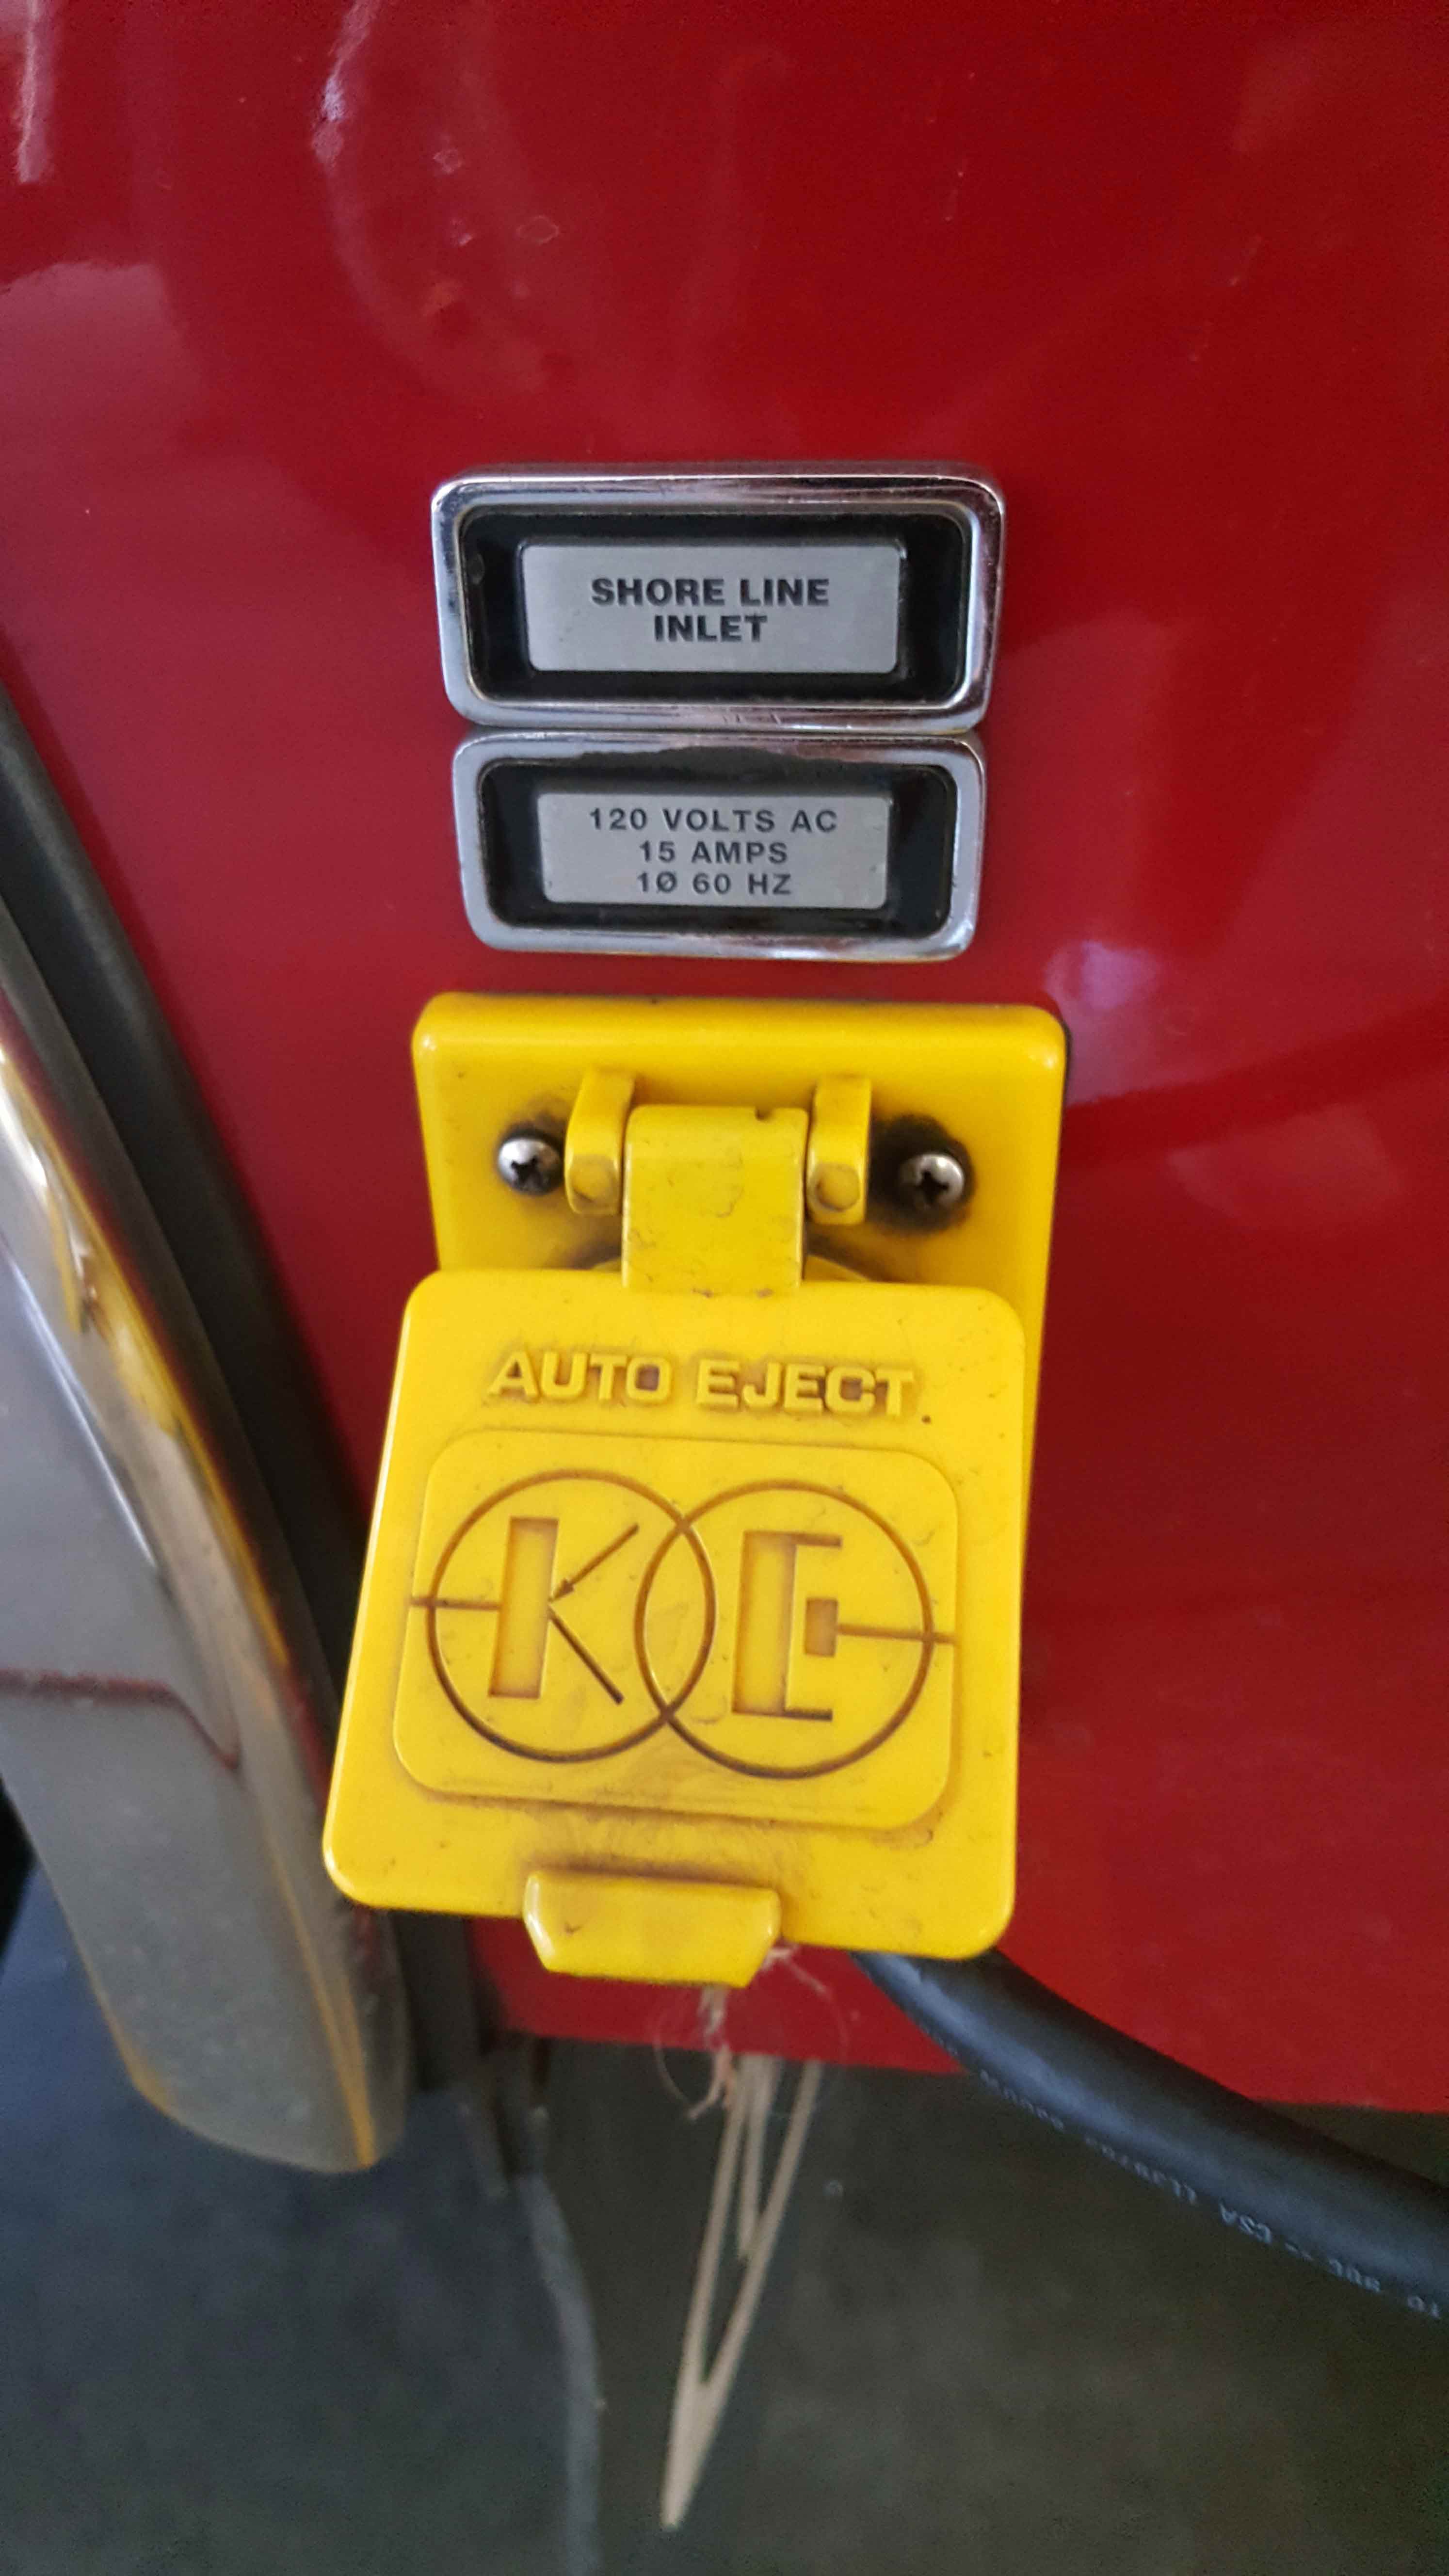 SHORE LINE
INLET
120 VOLTS AC
15 AMPS
1Ø 60 HZ
AUTO EJECT
KE